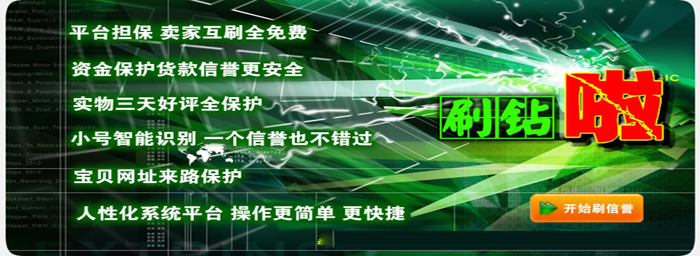 平台担保 卖家互刷全免费
资金保护货款信誉更安全
实物三天好评全保护
小号智能识别 一个信誉也不错过
宝贝网址来路保护
人性化系统平台 操作更简单 更快捷
刷钻啦
开始刷信誉